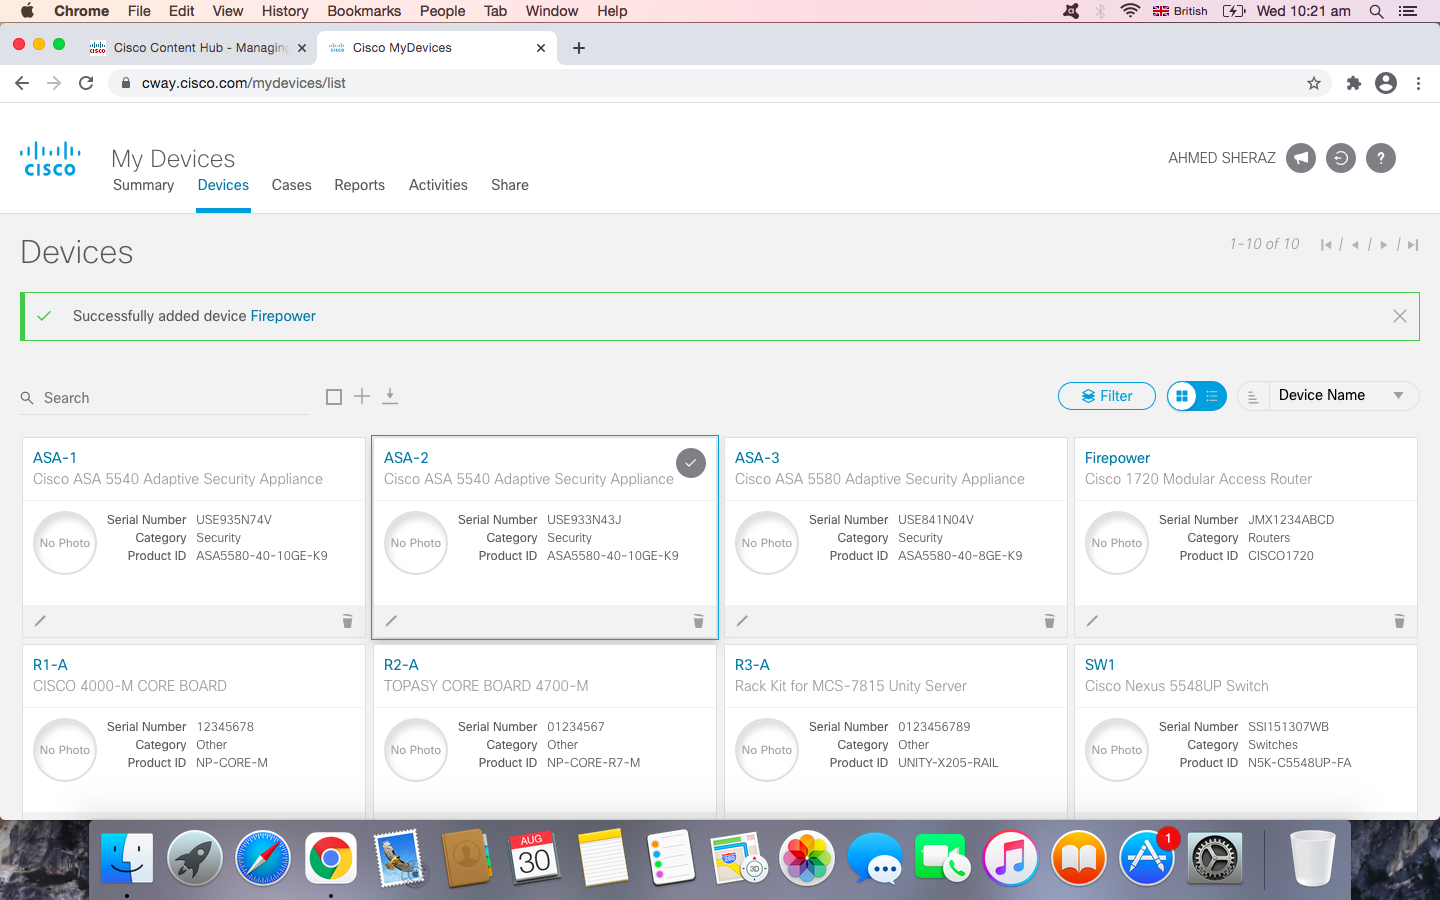 Chrome File Edit View History Bookmarks People Tab Window Help British Wed 10:21 am
Cisco Content Hub - Managing Cisco MyDevices
cway.cisco.com/mydevices/list
CISCO My Devices AHMED SHERAZ ?
Summary Devices Cases Reports Activities Share
Devices 1-10 of 10
Successfully added device Firepower
Search Filter Device Name
ASA-1
Cisco ASA 5540 Adaptive Security Appliance
No Photo
Serial Number USE935N74V
Category Security
Product ID ASA5580-40-10GE-K9
ASA-2
Cisco ASA 5540 Adaptive Security Appliance
No Photo
Serial Number USE933N43J
Category Security
Product ID ASA5580-40-10GE-K9
ASA-3
Cisco ASA 5580 Adaptive Security Appliance
No Photo
Serial Number USE841N04V
Category Security
Product ID ASA5580-40-8GE-K9
Firepower
Cisco 1720 Modular Access Router
No Photo
Serial Number JMX1234ABCD
Category Routers
Product ID CISCO1720
R1-A
CISCO 4000-M CORE BOARD
No Photo
Serial Number 12345678
Category Other
Product ID NP-CORE-M
R2-A
TOPASY CORE BOARD 4700-M
No Photo
Serial Number 01234567
Category Other
Product ID NP-CORE-R7-M
R3-A
Rack Kit for MCS-7815 Unity Server
No Photo
Serial Number 0123456789
Category Other
Product ID UNITY-X205-RAIL
SW1
Cisco Nexus 5548UP Switch
No Photo
Serial Number SSI151307WB
Category Switches
Product ID N5K-C5548UP-FA
AUG
30
280
3D
1